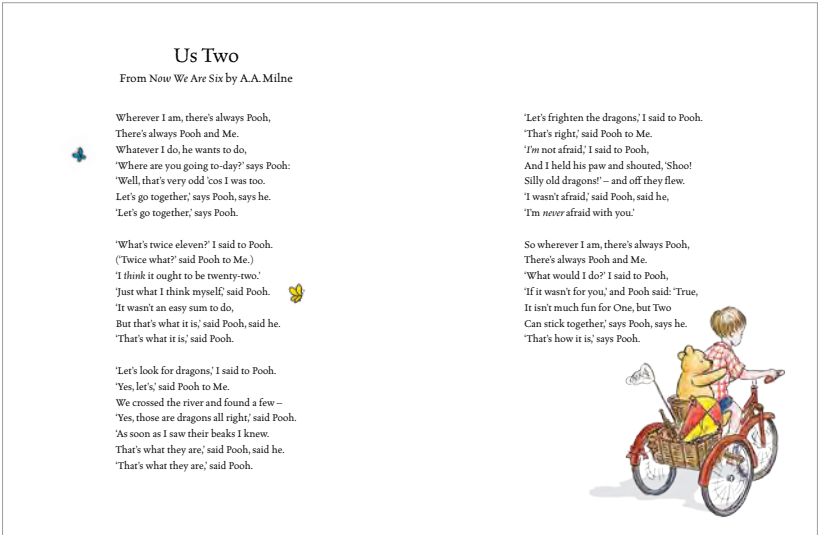 Us Two
From Now We Are Six by A.A. Milne
Wherever I am, there's always Pooh,
There's always Pooh and Me.
Whatever I do, he wants to do,
‘Where are you going to-day?’ says Pooh:
‘Well, that's very odd ’cos I was too.
Let's go together,’ says Pooh, says he.
‘Let's go together,’ says Pooh.
‘What's twice eleven?’ I said to Pooh.
(‘Twice what?’ said Pooh to Me.)
‘I think it ought to be twenty-two.’
‘Just what I think myself,’ said Pooh.
‘It wasn't an easy sum to do,
But that's what it is,’ said Pooh, said he.
‘That's what it is,’ said Pooh.
‘Let's look for dragons,’ I said to Pooh.
‘Yes, let's,’ said Pooh to Me.
We crossed the river and found a few –
‘Yes, those are dragons all right,’ said Pooh.
‘As soon as I saw their beaks I knew.
That's what they are,’ said Pooh, said he.
‘That's what they are,’ said Pooh.
‘Let's frighten the dragons,’ I said to Pooh.
‘That's right,’ said Pooh to Me.
‘I'm not afraid,’ I said to Pooh,
And I held his paw and shouted, ‘Shoo!
Silly old dragons!’ – and off they flew.
‘I wasn't afraid,’ said Pooh, said he,
‘I'm never afraid with you.’
So wherever I am, there's always Pooh,
There's always Pooh and Me.
‘What would I do?’ I said to Pooh,
‘If it wasn't for you,’ and Pooh said: ‘True,
It isn't much fun for One, but Two
Can stick together,’ says Pooh, says he.
‘That's how it is,’ says Pooh.